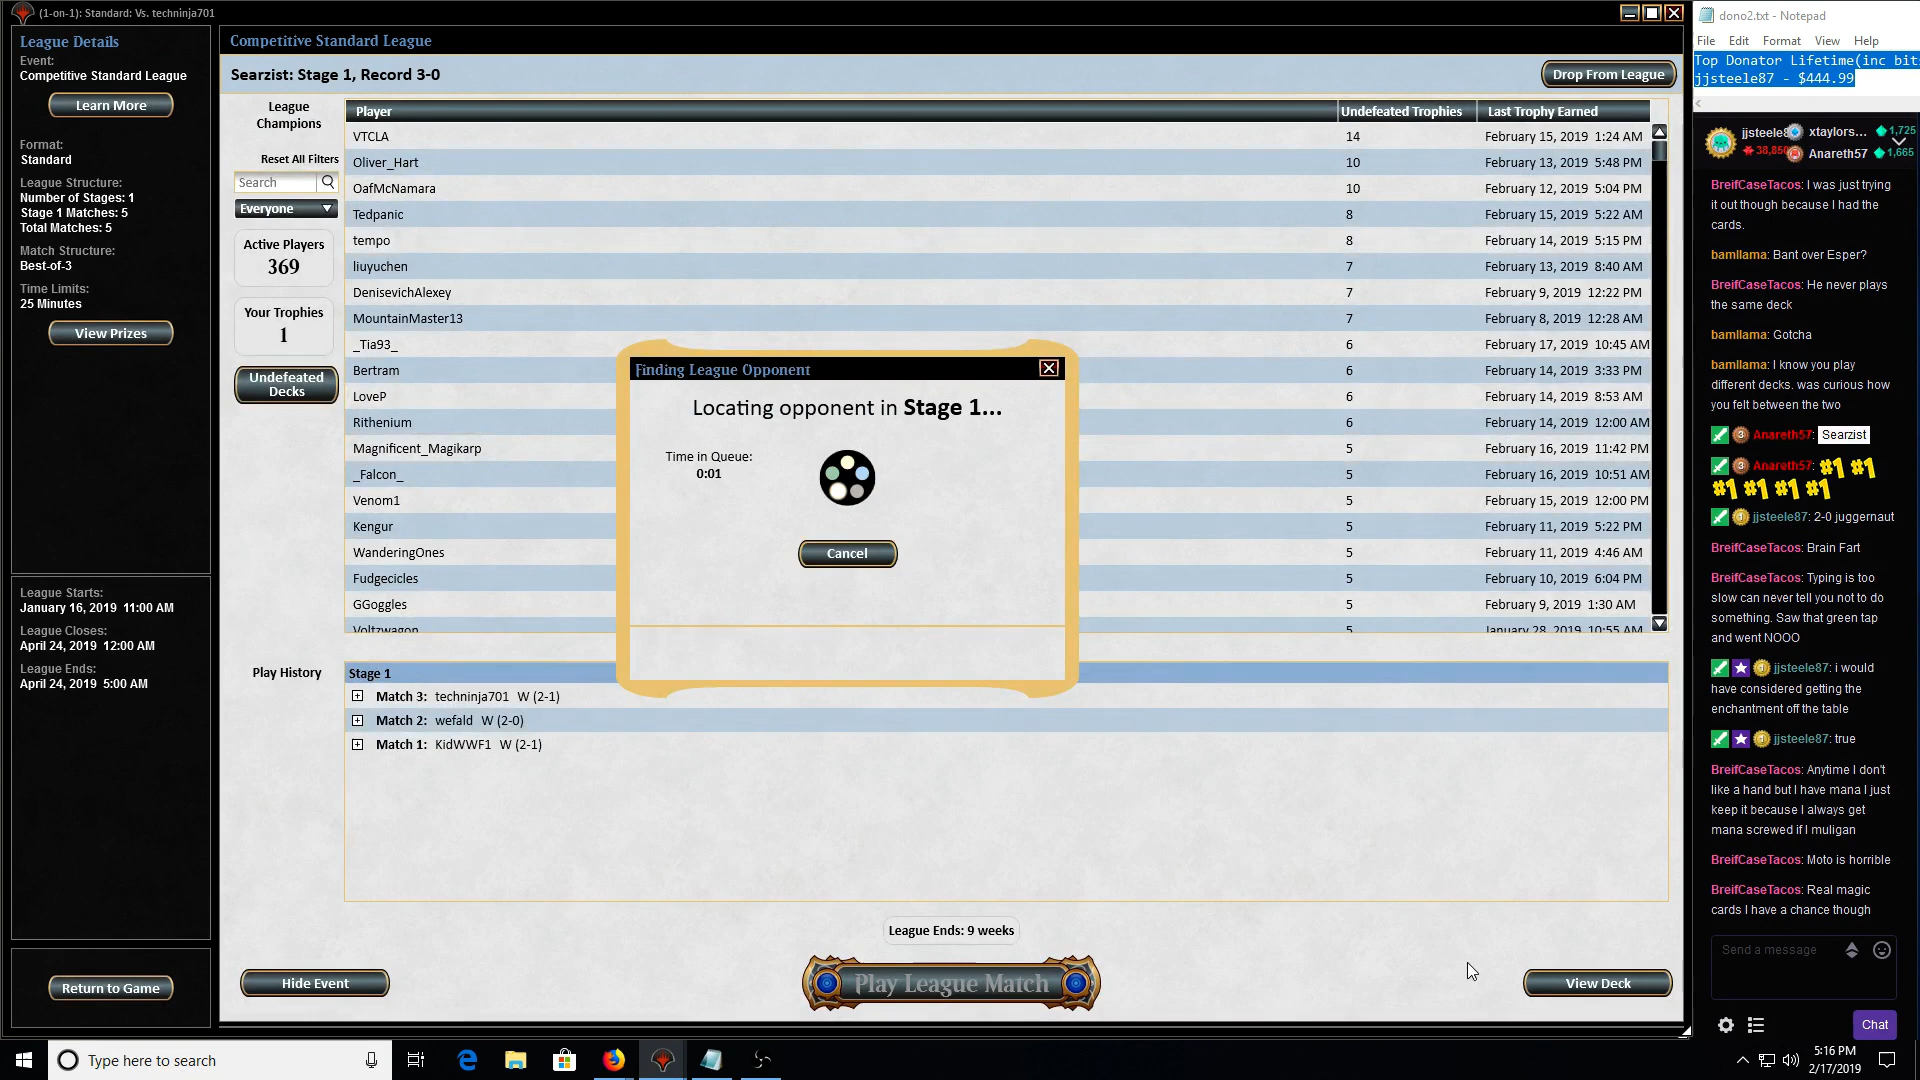 (1-on-1): Standard: Vs. techninja701
League Details
Event:
Competitive Standard League
Learn More
Format:
Standard
League Structure:
Number of Stages: 1
Stage 1 Matches: 5
Total Matches: 5
Match Structure:
Best-of-3
Time Limits:
25 Minutes
View Prizes
League Starts:
January 16, 2019 11:00 AM
League Closes:
April 24, 2019 12:00 AM
League Ends:
April 24, 2019 5:00 AM
Return to Game
Competitive Standard League
Searzist: Stage 1, Record 3-0
Drop From League
League
Champions
Reset All Filters
Search
Everyone
Active Players
369
Your Trophies
1
Undefeated
Decks
Player Undefeated Trophies Last Trophy Earned
VTCLA 14 February 15, 2019 1:24 AM
Oliver_Hart 10 February 13, 2019 5:48 PM
OafMcNamara 10 February 12, 2019 5:04 PM
Tedpanic 8 February 15, 2019 5:22 AM
tempo 8 February 14, 2019 5:15 PM
liuyuchen 7 February 13, 2019 8:40 AM
DenisevichAlexey 7 February 9, 2019 12:22 PM
MountainMaster13 7 February 8, 2019 12:28 AM
_Tia93_ 6 February 17, 2019 10:45 AM
Bertram 6 February 14, 2019 3:33 PM
LoveP 6 February 14, 2019 8:53 AM
Rithenium 6 February 14, 2019 12:00 AM
Magnificent_Magikarp 5 February 16, 2019 11:42 PM
_Falcon_ 5 February 16, 2019 10:51 AM
Venom1 5 February 15, 2019 12:00 PM
Kengur 5 February 11, 2019 5:22 PM
WanderingOnes 5 February 11, 2019 4:46 AM
Fudgecicles 5 February 10, 2019 6:04 PM
GGoggles 5 February 9, 2019 1:30 AM
Voltzwagon 5 January 28, 2019 10:55 AM
Finding League Opponent
Locating opponent in Stage 1...
Time in Queue:
0:01
Cancel
Play History
Stage 1
Match 3: techninja701 W (2-1)
Match 2: wefald W (2-0)
Match 1: KidWWF1 W (2-1)
League Ends: 9 weeks
Hide Event
Play League Match
View Deck
dono2.txt - Notepad
File Edit Format View Help
Top Donator Lifetime(inc bits
jjsteele87 - $444.99
jjsteele8 38,850
xtaylors... 1,725
Anareth57 1,665
BreifCaseTacos: I was just trying
it out though because I had the
cards.
bamllama: Bant over Esper?
BreifCaseTacos: He never plays
the same deck
bamllama: Gotcha
bamllama: I know you play
different decks. was curious how
you felt between the two
Anareth57: Searzist
Anareth57: #1 #1
#1 #1 #1 #1
jjsteele87: 2-0 juggernaut
BreifCaseTacos: Brain Fart
BreifCaseTacos: Typing is too
slow can never tell you not to do
something. Saw that green tap
and went NOOO
jjsteele87: i would
have considered getting the
enchantment off the table
jjsteele87: true
BreifCaseTacos: Anytime I don't
like a hand but I have mana I just
keep it because I always get
mana screwed if I muligan
BreifCaseTacos: Moto is horrible
BreifCaseTacos: Real magic
cards I have a chance though
Send a message
Chat
Type here to search
5:16 PM
2/17/2019